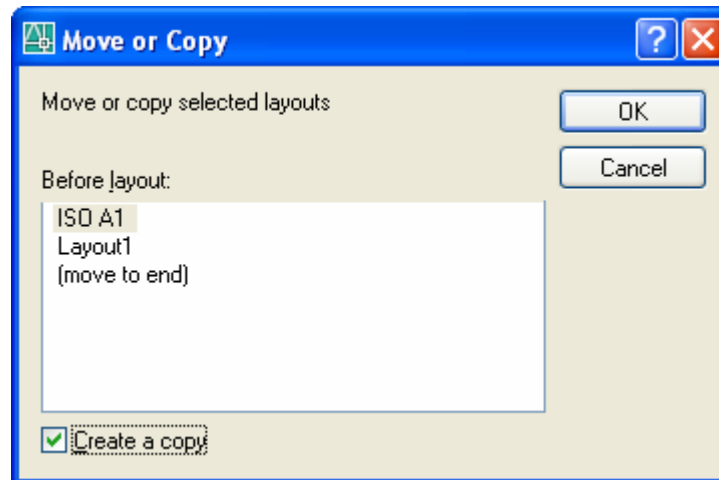 Move or Copy
Move or copy selected layouts
OK
Cancel
Before layout:
ISO A1
Layout1
(move to end)
Create a copy